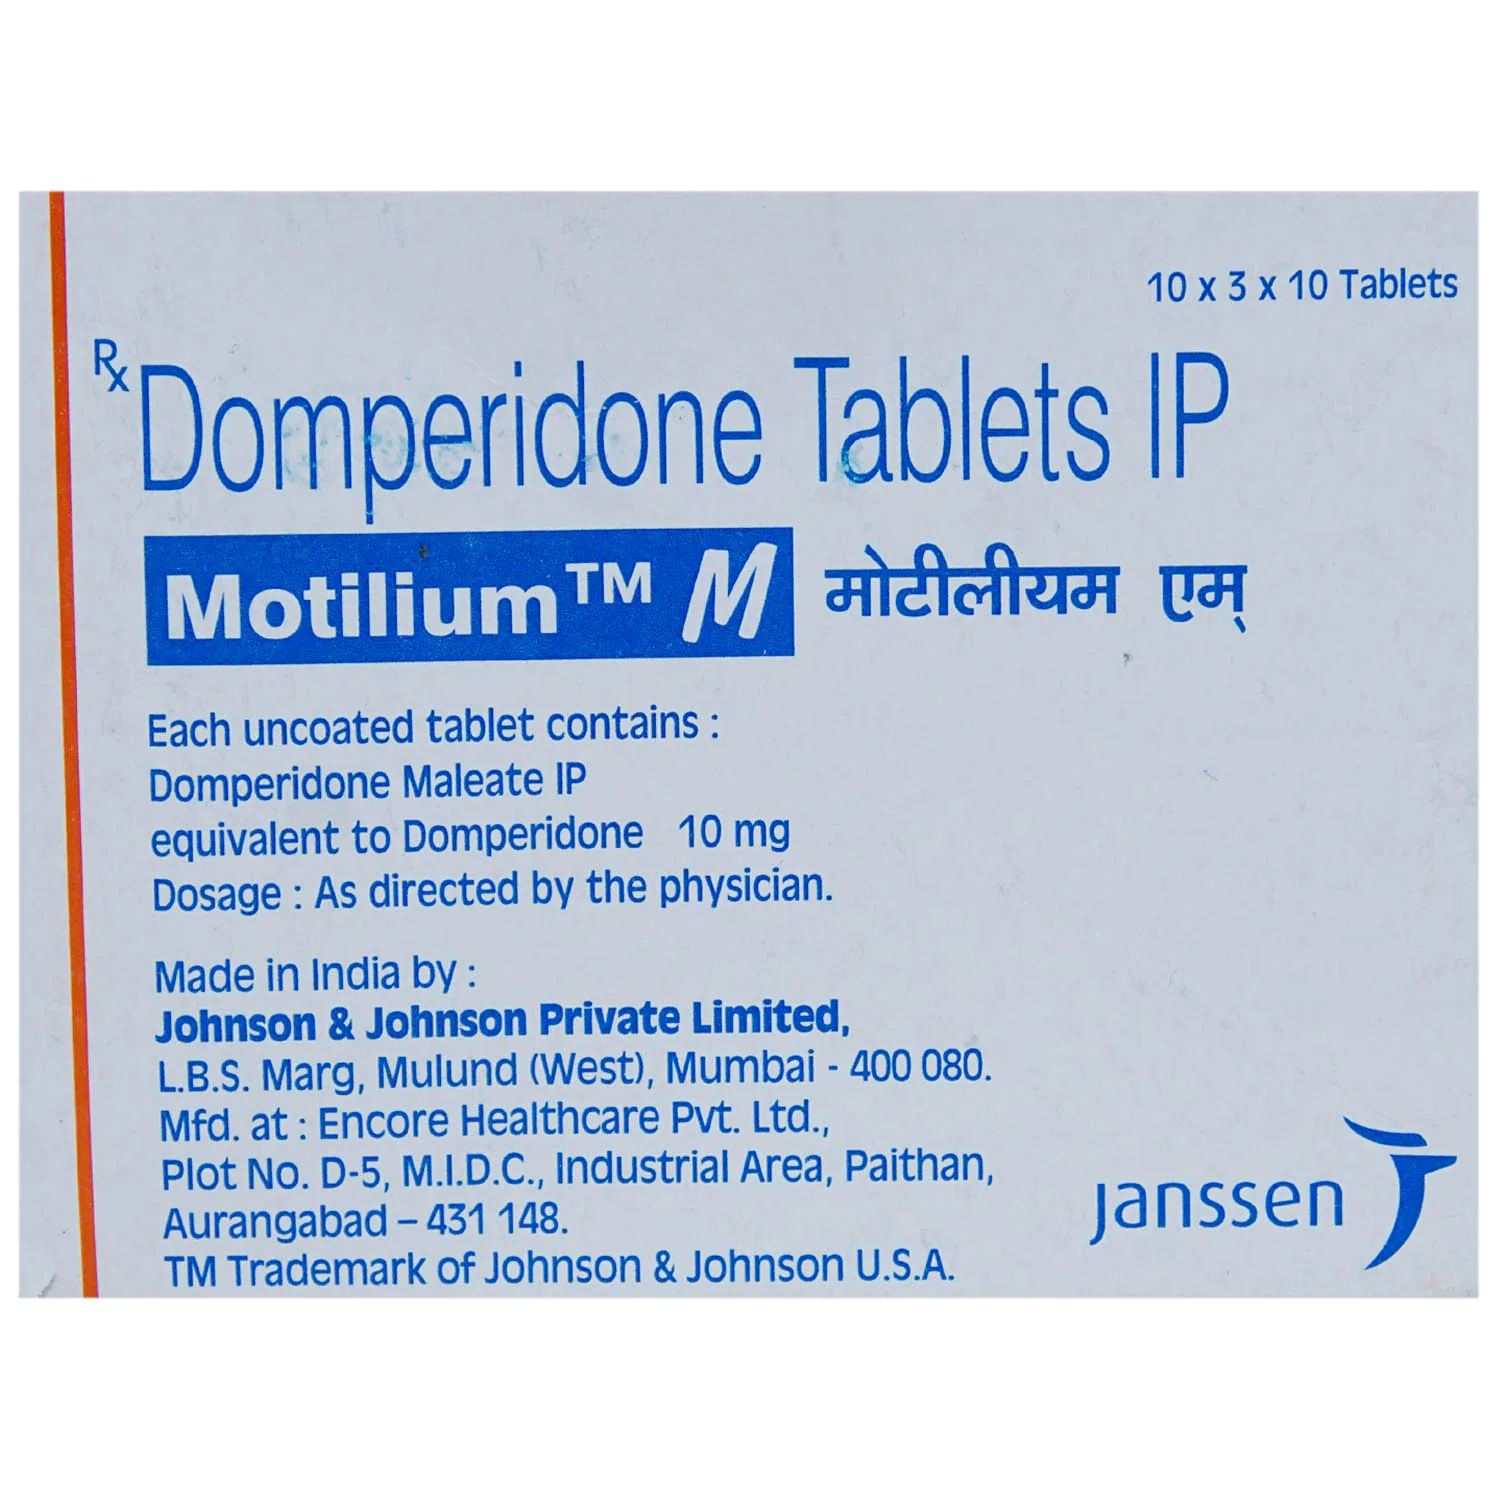 10 x 3 x 10 Tablets
Rx Domperidone Tablets IP
Motilium™ M मोटीलीयम एम्
Each uncoated tablet contains :
Domperidone Maleate IP
equivalent to Domperidone 10 mg
Dosage : As directed by the physician.
Made in India by :
Johnson & Johnson Private Limited,
L.B.S. Marg, Mulund (West), Mumbai - 400 080.
Mfd. at : Encore Healthcare Pvt. Ltd.,
Plot No. D-5, M.I.D.C., Industrial Area, Paithan,
Aurangabad – 431 148.
TM Trademark of Johnson & Johnson U.S.A.
Janssen